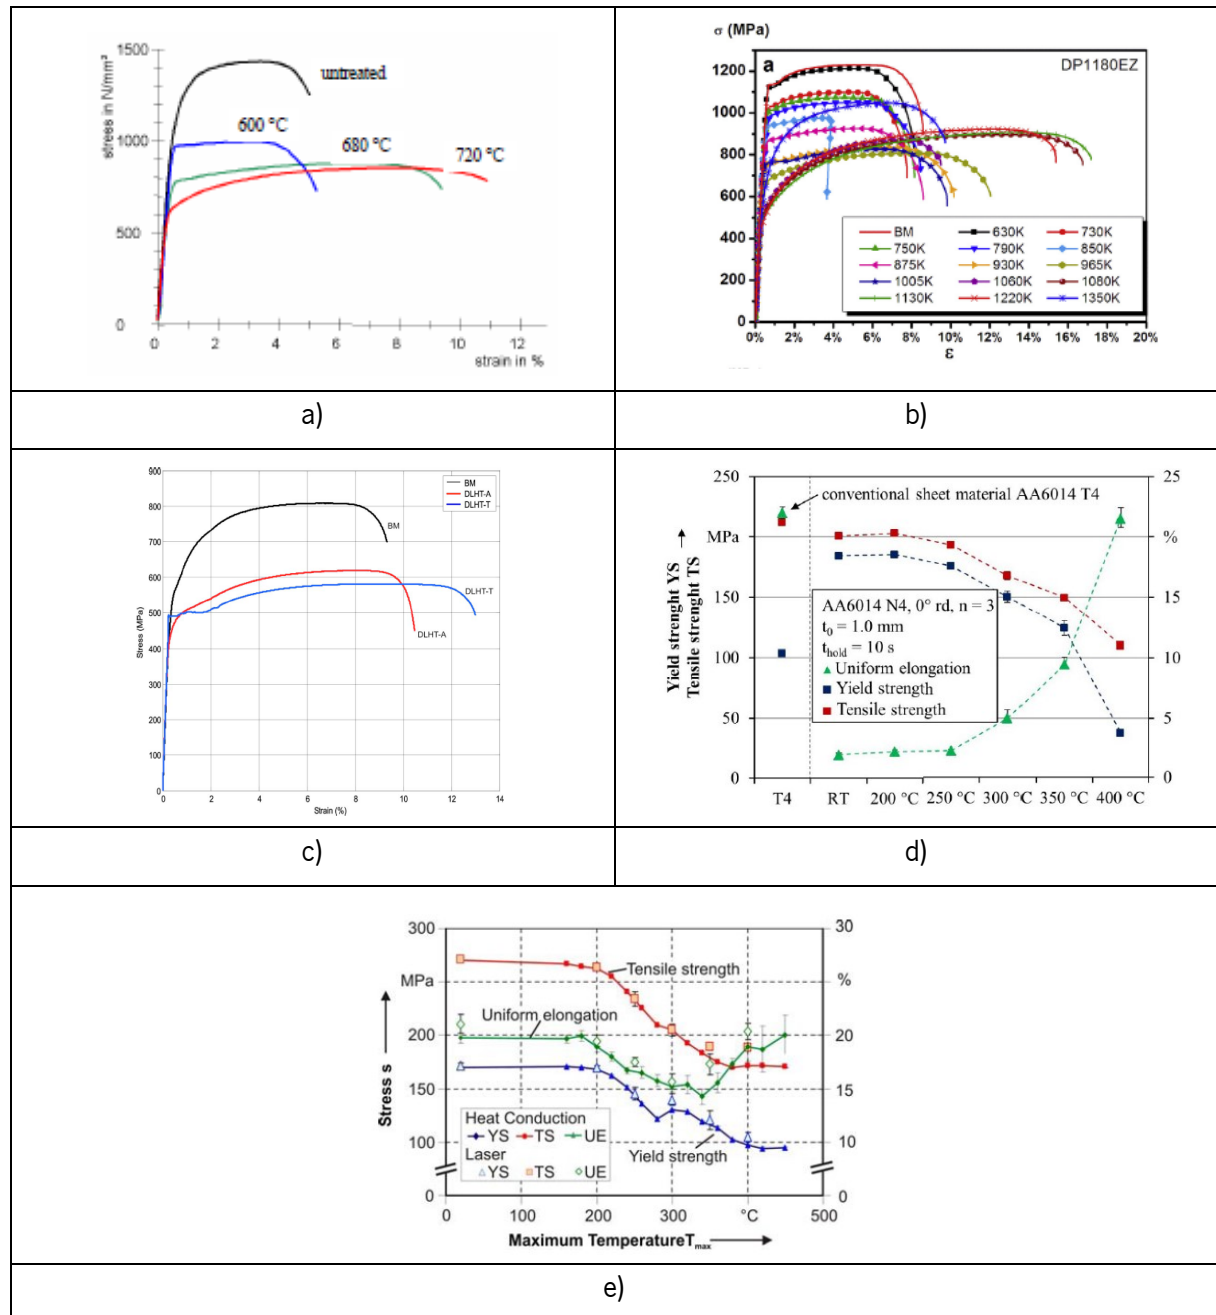 1500
1000
500
0
stress in N/mm²
untreated
600 °C
680 °C
720 °C
0 2 4 6 8 10 12
strain in %
a)
σ (MPa)
a
DP1180EZ
1200
1000
800
600
400
200
0
BM 630K 730K
750K 790K 850K
875K 930K 965K
1005K 1060K 1080K
1130K 1220K 1350K
0% 2% 4% 6% 8% 10% 12% 14% 16% 18% 20%
ε
b)
900
800
700
600
500
400
300
200
100
0
Stress (MPa)
BM
DLHT-A
DLHT-T
BM
DLHT-T
DLHT-A
0 2 4 6 8 10 12 14
Strain (%)
c)
250
MPa
150
100
50
0
Yield strenght YS
Tensile strenght TS
conventional sheet material AA6014 T4
AA6014 N4, 0° rd, n = 3
t0 = 1.0 mm
thold = 10 s
Uniform elongation
Yield strength
Tensile strength
25
%
15
10
5
0
T4 RT 200 °C 250 °C 300 °C 350 °C 400 °C
d)
300
MPa
200
150
100
0
Stress s
Tensile strength
Uniform elongation
Heat Conduction
YS TS UE
Laser
YS TS UE
Yield strength
30
%
20
15
10
0
0 100 200 300 °C 500
Maximum TemperatureTmax
e)